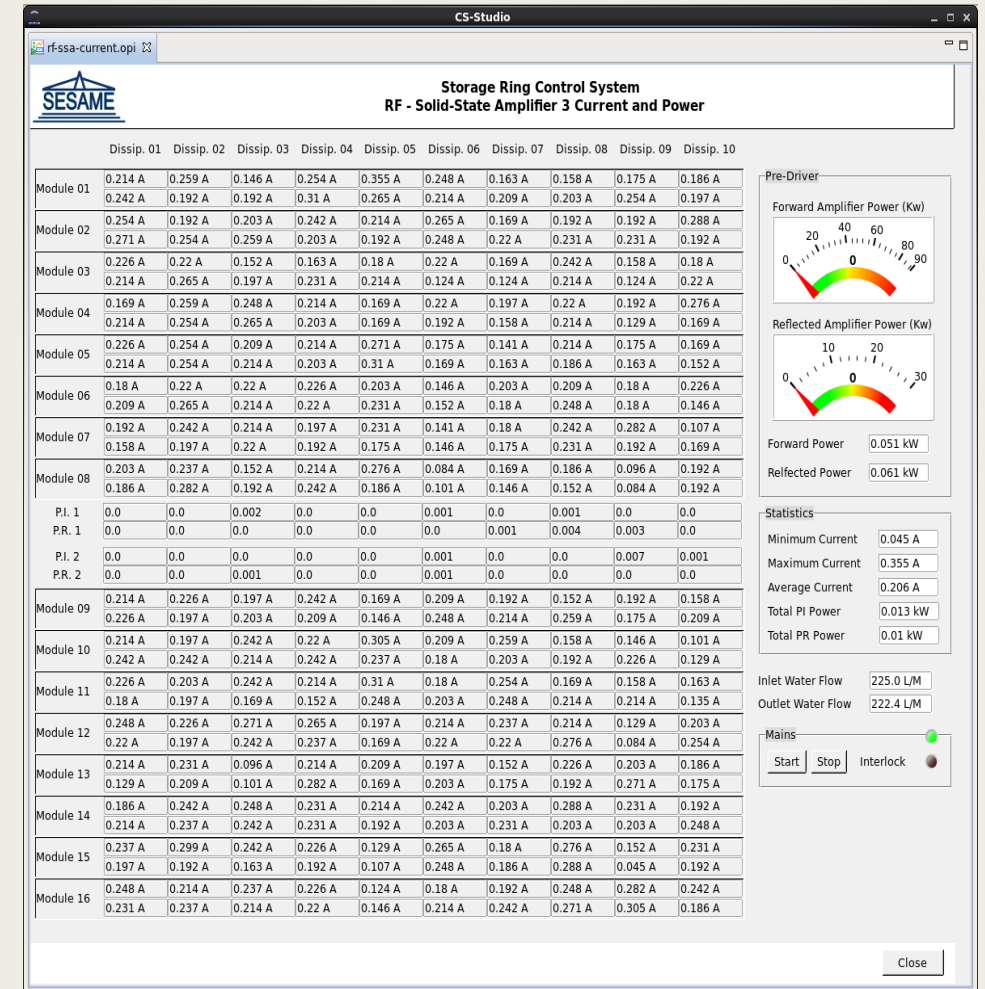 CS-Studio
rf-ssa-current.opi
SESAME
Storage Ring Control System
RF - Solid-State Amplifier 3 Current and Power
Dissip. 01 Dissip. 02 Dissip. 03 Dissip. 04 Dissip. 05 Dissip. 06 Dissip. 07 Dissip. 08 Dissip. 09 Dissip. 10
Module 01
0.214 A 0.259 A 0.146 A 0.254 A 0.355 A 0.248 A 0.163 A 0.158 A 0.175 A 0.186 A
0.242 A 0.192 A 0.192 A 0.31 A 0.265 A 0.214 A 0.209 A 0.203 A 0.254 A 0.197 A
Module 02
0.254 A 0.192 A 0.203 A 0.242 A 0.214 A 0.265 A 0.169 A 0.192 A 0.192 A 0.288 A
0.271 A 0.254 A 0.259 A 0.203 A 0.192 A 0.248 A 0.22 A 0.231 A 0.231 A 0.192 A
Module 03
0.226 A 0.22 A 0.152 A 0.163 A 0.18 A 0.22 A 0.169 A 0.242 A 0.158 A 0.18 A
0.214 A 0.265 A 0.197 A 0.231 A 0.214 A 0.124 A 0.124 A 0.214 A 0.124 A 0.22 A
Module 04
0.169 A 0.259 A 0.248 A 0.214 A 0.169 A 0.22 A 0.197 A 0.22 A 0.192 A 0.276 A
0.214 A 0.254 A 0.265 A 0.203 A 0.169 A 0.192 A 0.158 A 0.214 A 0.129 A 0.169 A
Module 05
0.226 A 0.254 A 0.209 A 0.214 A 0.271 A 0.175 A 0.141 A 0.214 A 0.175 A 0.169 A
0.214 A 0.254 A 0.214 A 0.203 A 0.31 A 0.169 A 0.163 A 0.186 A 0.163 A 0.152 A
Module 06
0.18 A 0.22 A 0.22 A 0.226 A 0.203 A 0.146 A 0.203 A 0.209 A 0.18 A 0.226 A
0.209 A 0.265 A 0.214 A 0.22 A 0.231 A 0.152 A 0.18 A 0.248 A 0.18 A 0.146 A
Module 07
0.192 A 0.242 A 0.214 A 0.197 A 0.231 A 0.141 A 0.18 A 0.242 A 0.282 A 0.107 A
0.158 A 0.197 A 0.22 A 0.192 A 0.175 A 0.146 A 0.175 A 0.231 A 0.192 A 0.169 A
Module 08
0.203 A 0.237 A 0.152 A 0.214 A 0.276 A 0.084 A 0.169 A 0.186 A 0.096 A 0.192 A
0.186 A 0.282 A 0.192 A 0.242 A 0.186 A 0.101 A 0.146 A 0.152 A 0.084 A 0.192 A
P.I. 1 0.0 0.0 0.002 0.0 0.0 0.001 0.0 0.001 0.0 0.0
P.R. 1 0.0 0.0 0.0 0.0 0.0 0.0 0.001 0.004 0.003 0.0
P.I. 2 0.0 0.0 0.0 0.0 0.0 0.001 0.0 0.0 0.007 0.001
P.R. 2 0.0 0.0 0.001 0.0 0.0 0.001 0.0 0.0 0.0 0.0
Module 09
0.214 A 0.226 A 0.197 A 0.242 A 0.169 A 0.209 A 0.192 A 0.152 A 0.192 A 0.158 A
0.226 A 0.197 A 0.203 A 0.209 A 0.146 A 0.248 A 0.214 A 0.259 A 0.175 A 0.209 A
Module 10
0.214 A 0.197 A 0.242 A 0.22 A 0.305 A 0.209 A 0.259 A 0.158 A 0.146 A 0.101 A
0.242 A 0.242 A 0.214 A 0.242 A 0.237 A 0.18 A 0.203 A 0.192 A 0.226 A 0.129 A
Module 11
0.226 A 0.203 A 0.242 A 0.214 A 0.31 A 0.18 A 0.254 A 0.169 A 0.158 A 0.163 A
0.18 A 0.197 A 0.169 A 0.152 A 0.248 A 0.203 A 0.248 A 0.214 A 0.214 A 0.135 A
Module 12
0.248 A 0.226 A 0.271 A 0.265 A 0.197 A 0.214 A 0.237 A 0.214 A 0.129 A 0.203 A
0.22 A 0.197 A 0.242 A 0.237 A 0.169 A 0.22 A 0.22 A 0.276 A 0.084 A 0.254 A
Module 13
0.214 A 0.231 A 0.096 A 0.214 A 0.209 A 0.197 A 0.152 A 0.226 A 0.203 A 0.186 A
0.129 A 0.209 A 0.101 A 0.282 A 0.169 A 0.203 A 0.175 A 0.192 A 0.271 A 0.175 A
Module 14
0.186 A 0.242 A 0.248 A 0.231 A 0.214 A 0.242 A 0.203 A 0.288 A 0.231 A 0.192 A
0.214 A 0.237 A 0.242 A 0.231 A 0.192 A 0.203 A 0.231 A 0.203 A 0.203 A 0.248 A
Module 15
0.237 A 0.299 A 0.242 A 0.226 A 0.129 A 0.265 A 0.18 A 0.276 A 0.152 A 0.231 A
0.197 A 0.192 A 0.163 A 0.192 A 0.107 A 0.248 A 0.186 A 0.288 A 0.045 A 0.192 A
Module 16
0.248 A 0.214 A 0.237 A 0.226 A 0.124 A 0.18 A 0.192 A 0.248 A 0.282 A 0.242 A
0.231 A 0.237 A 0.214 A 0.22 A 0.146 A 0.214 A 0.242 A 0.271 A 0.305 A 0.186 A
Pre-Driver
Forward Amplifier Power (Kw)
0 20 40 60 80 90
0
Reflected Amplifier Power (Kw)
0 10 20 30
0
Forward Power 0.051 kW
Relfected Power 0.061 kW
Statistics
Minimum Current 0.045 A
Maximum Current 0.355 A
Average Current 0.206 A
Total PI Power 0.013 kW
Total PR Power 0.01 kW
Inlet Water Flow 225.0 L/M
Outlet Water Flow 222.4 L/M
Mains
Start Stop Interlock
Close